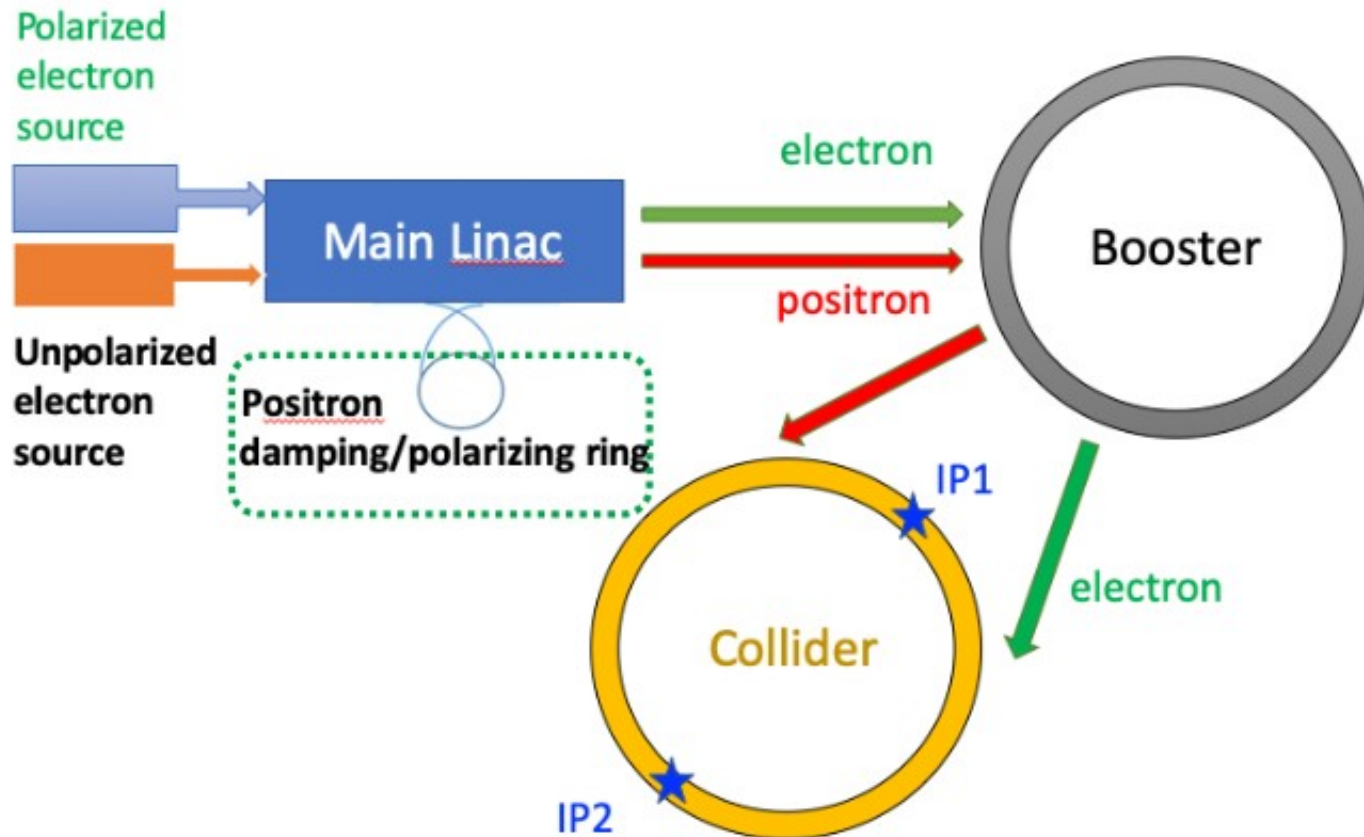 Polarized
electron
source
electron
Main Linac
Booster
positron
Unpolarized
electron
source
Positron
damping/polarizing ring
IP1
electron
Collider
IP2